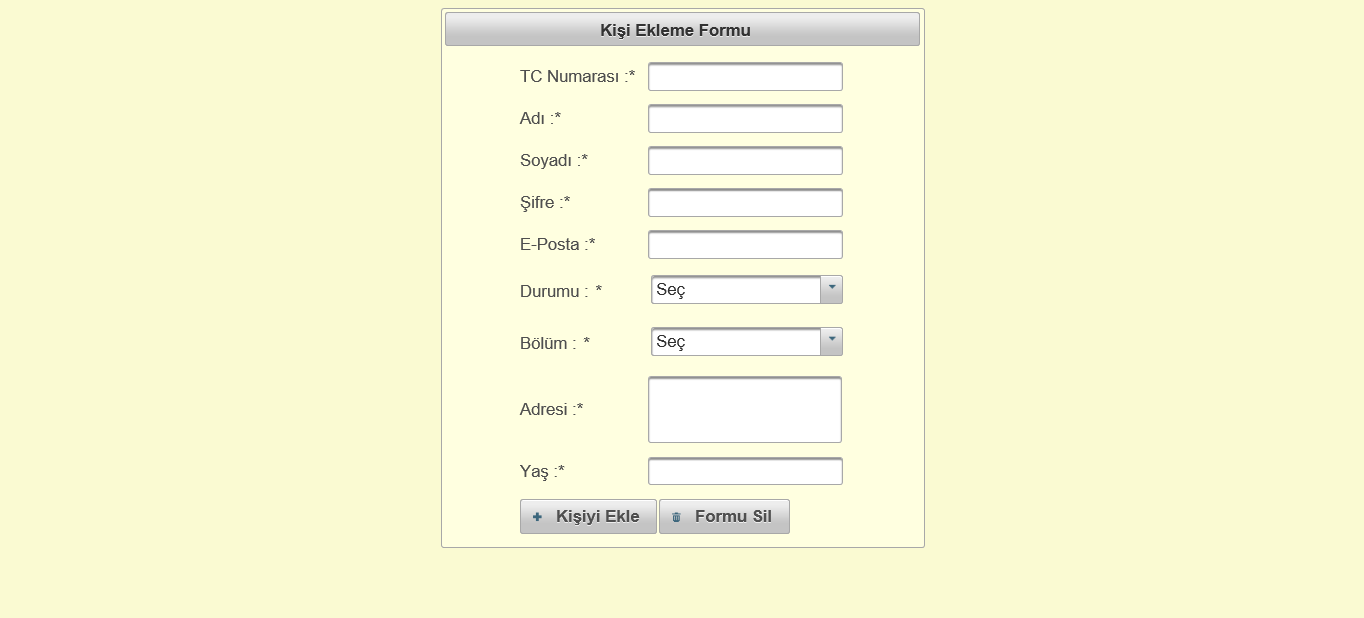 Kişi Ekleme Formu
TC Numarası :*
Adı :*
Soyadı :*
Şifre :*
E-Posta :*
Durumu : * Seç
Bölüm : * Seç
Adresi :*
Yaş :*
Kişiyi Ekle Formu Sil